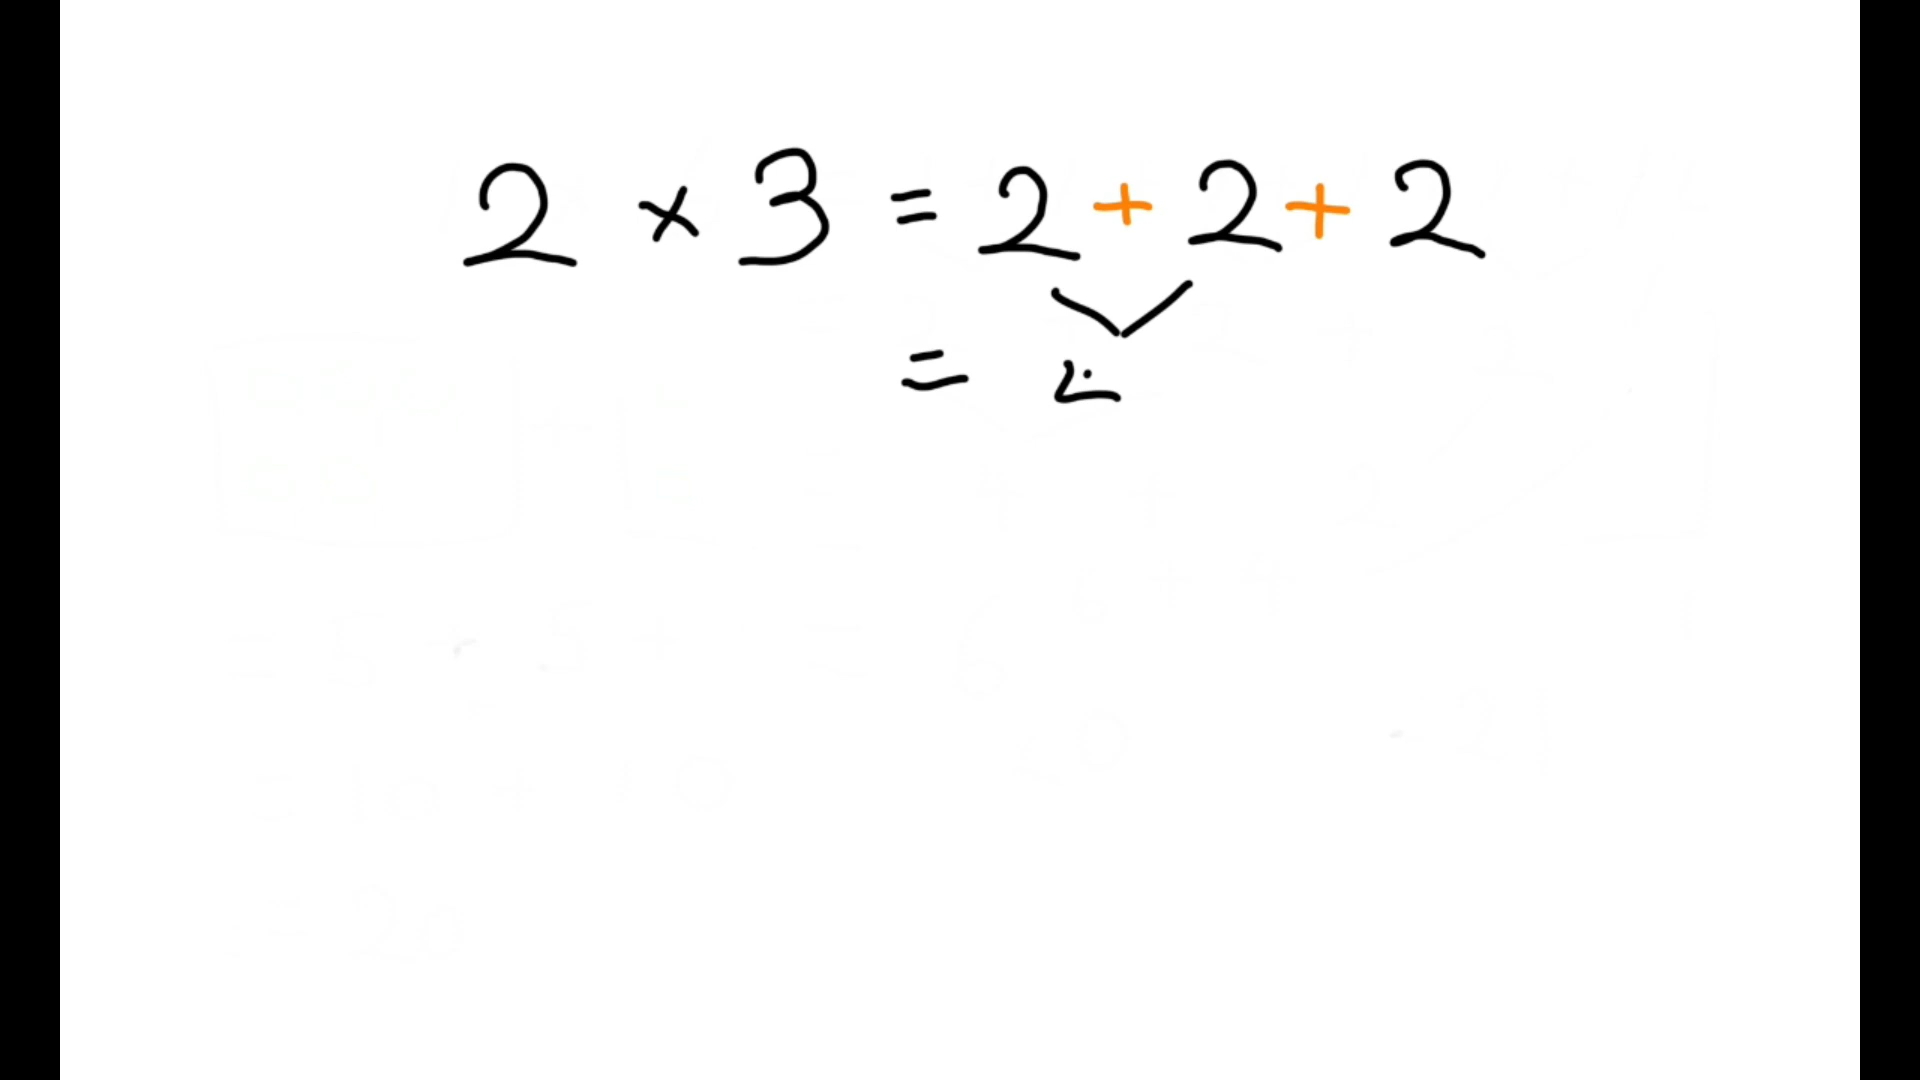 2 × 3 = 2 + 2 + 2
=